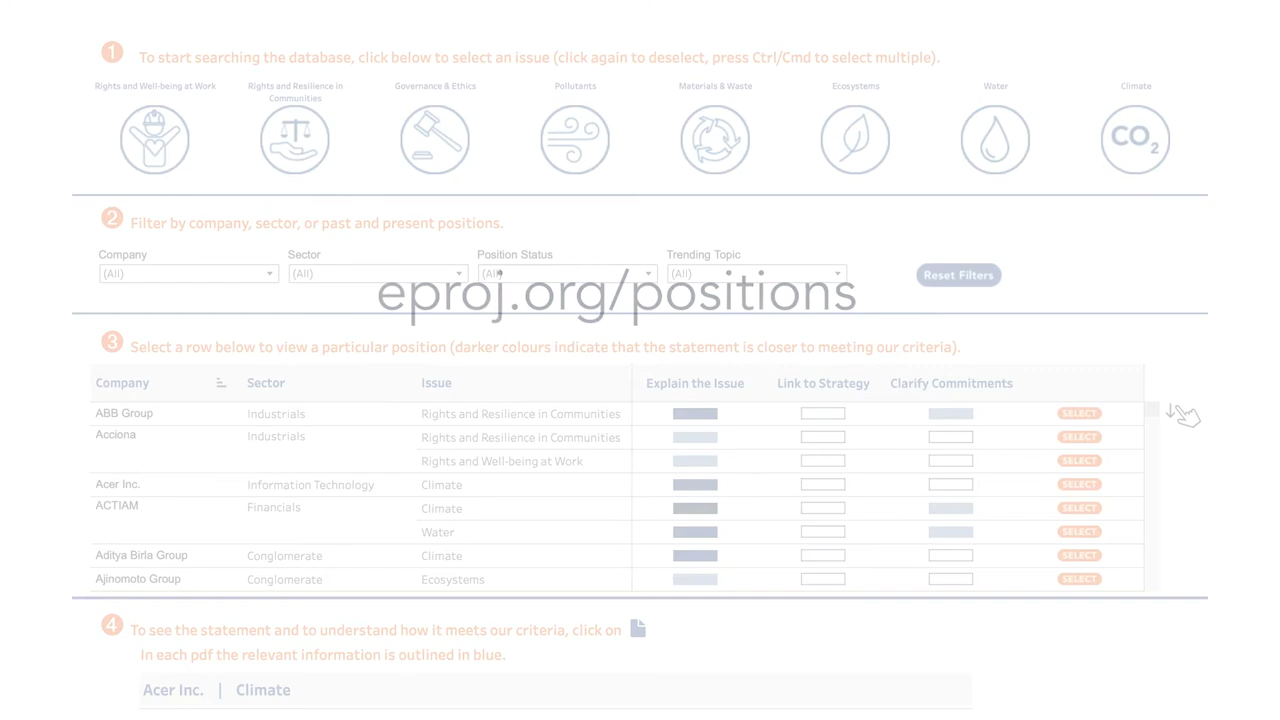 1 To start searching the database, click below to select an issue (click again to deselect, press Ctrl/Cmd to select multiple).
Rights and Well-being at Work
Rights and Resilience in
Communities
Governance & Ethics
Pollutants
Materials & Waste
Ecosystems
Water
Climate
CO2
2 Filter by company, sector, or past and present positions.
Company Sector Position Status Trending Topic
(All) (All) (All) (All) Reset Filters
eproj.org/positions
3 Select a row below to view a particular position (darker colours indicate that the statement is closer to meeting our criteria).
Company Sector Issue Explain the Issue Link to Strategy Clarify Commitments
ABB Group Industrials Rights and Resilience in Communities SELECT
Acciona Industrials Rights and Resilience in Communities SELECT
Rights and Well-being at Work SELECT
Acer Inc. Information Technology Climate SELECT
ACTIAM Financials Climate SELECT
Water SELECT
Aditya Birla Group Conglomerate Climate SELECT
Ajinomoto Group Conglomerate Ecosystems SELECT
4 To see the statement and to understand how it meets our criteria, click on
In each pdf the relevant information is outlined in blue.
Acer Inc. | Climate